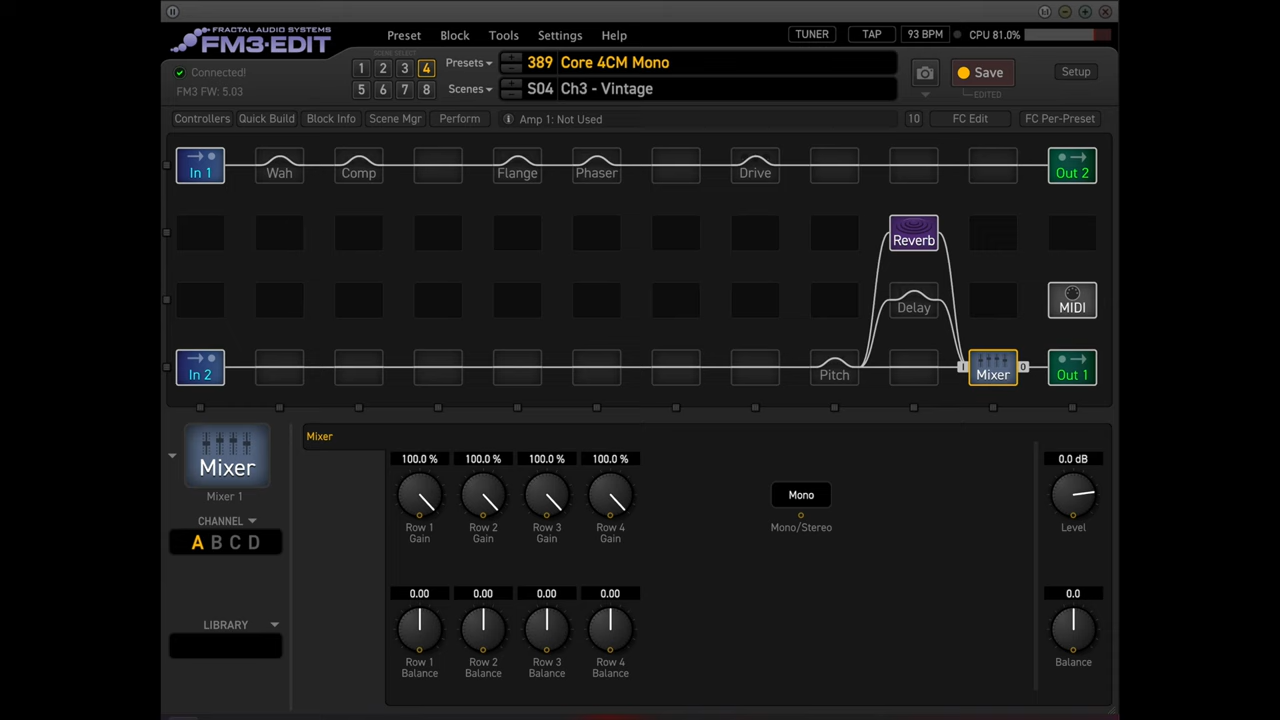 FRACTAL AUDIO SYSTEMS
FM3-EDIT
Preset Block Tools Settings Help
TUNER TAP 93 BPM CPU 81.0%
SCENE SELECT
1 2 3 4
5 6 7 8
Connected!
FM3 FW: 5.03
Presets 389 Core 4CM Mono
Scenes S04 Ch3 - Vintage
Save
EDITED
Setup
Controllers Quick Build Block Info Scene Mgr Perform
Amp 1: Not Used
10 FC Edit FC Per-Preset
In 1 Wah Comp Flange Phaser Drive Out 2
Reverb
Delay MIDI
In 2 Pitch I Mixer O Out 1
Mixer
Mixer 1
CHANNEL
A B C D
LIBRARY
Mixer
100.0 % 100.0 % 100.0 % 100.0 % 0.0 dB
Mono
Row 1 Row 2 Row 3 Row 4 Mono/Stereo Level
Gain Gain Gain Gain
0.00 0.00 0.00 0.00 0.0
Row 1 Row 2 Row 3 Row 4 Balance
Balance Balance Balance Balance